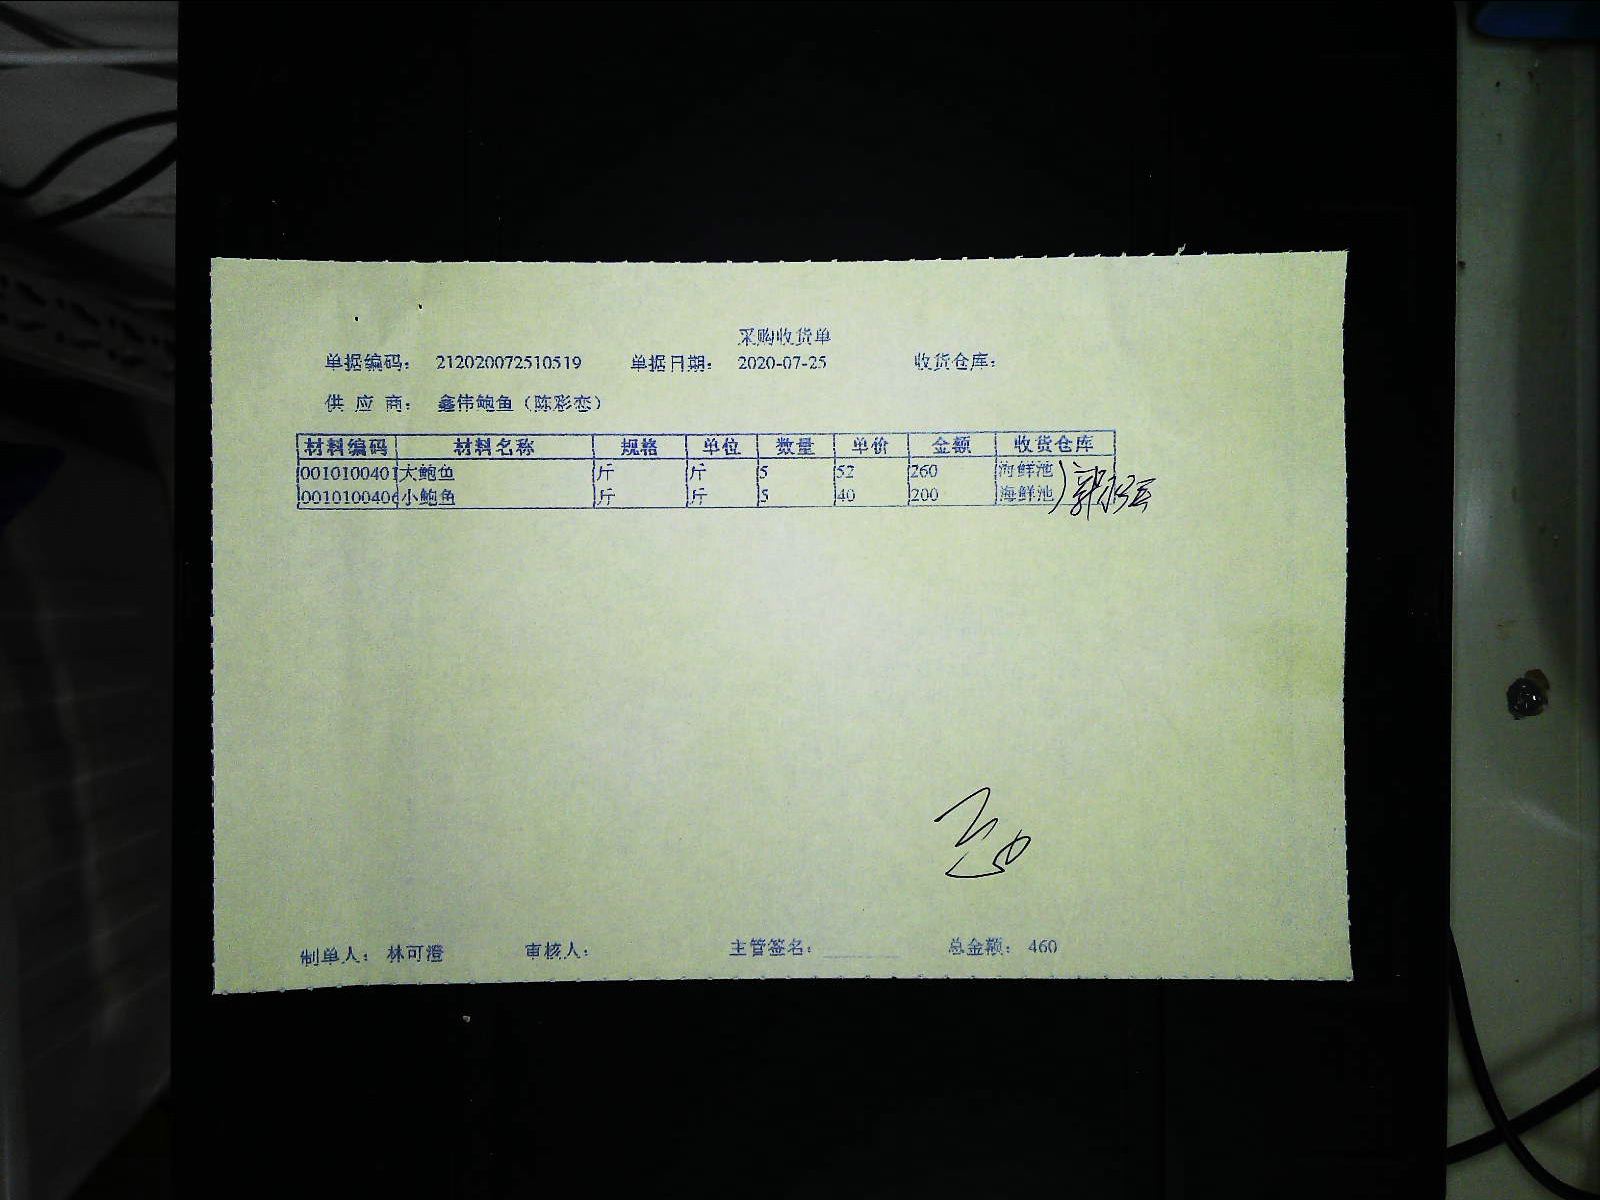 采购收货单
单据编码： 212020072510519 单据日期： 2020-07-25 收货仓库：
供 应 商： 鑫伟鲍鱼（陈彩恋）
材料编码 材料名称 规格 单位 数量 单价 金额 收货仓库
0010100401 大鲍鱼 斤 斤 5 52 260 海鲜池
0010100406 小鲍鱼 斤 斤 5 40 200 海鲜池
制单人： 林可澄 审核人： 主管签名：________ 总金额： 460